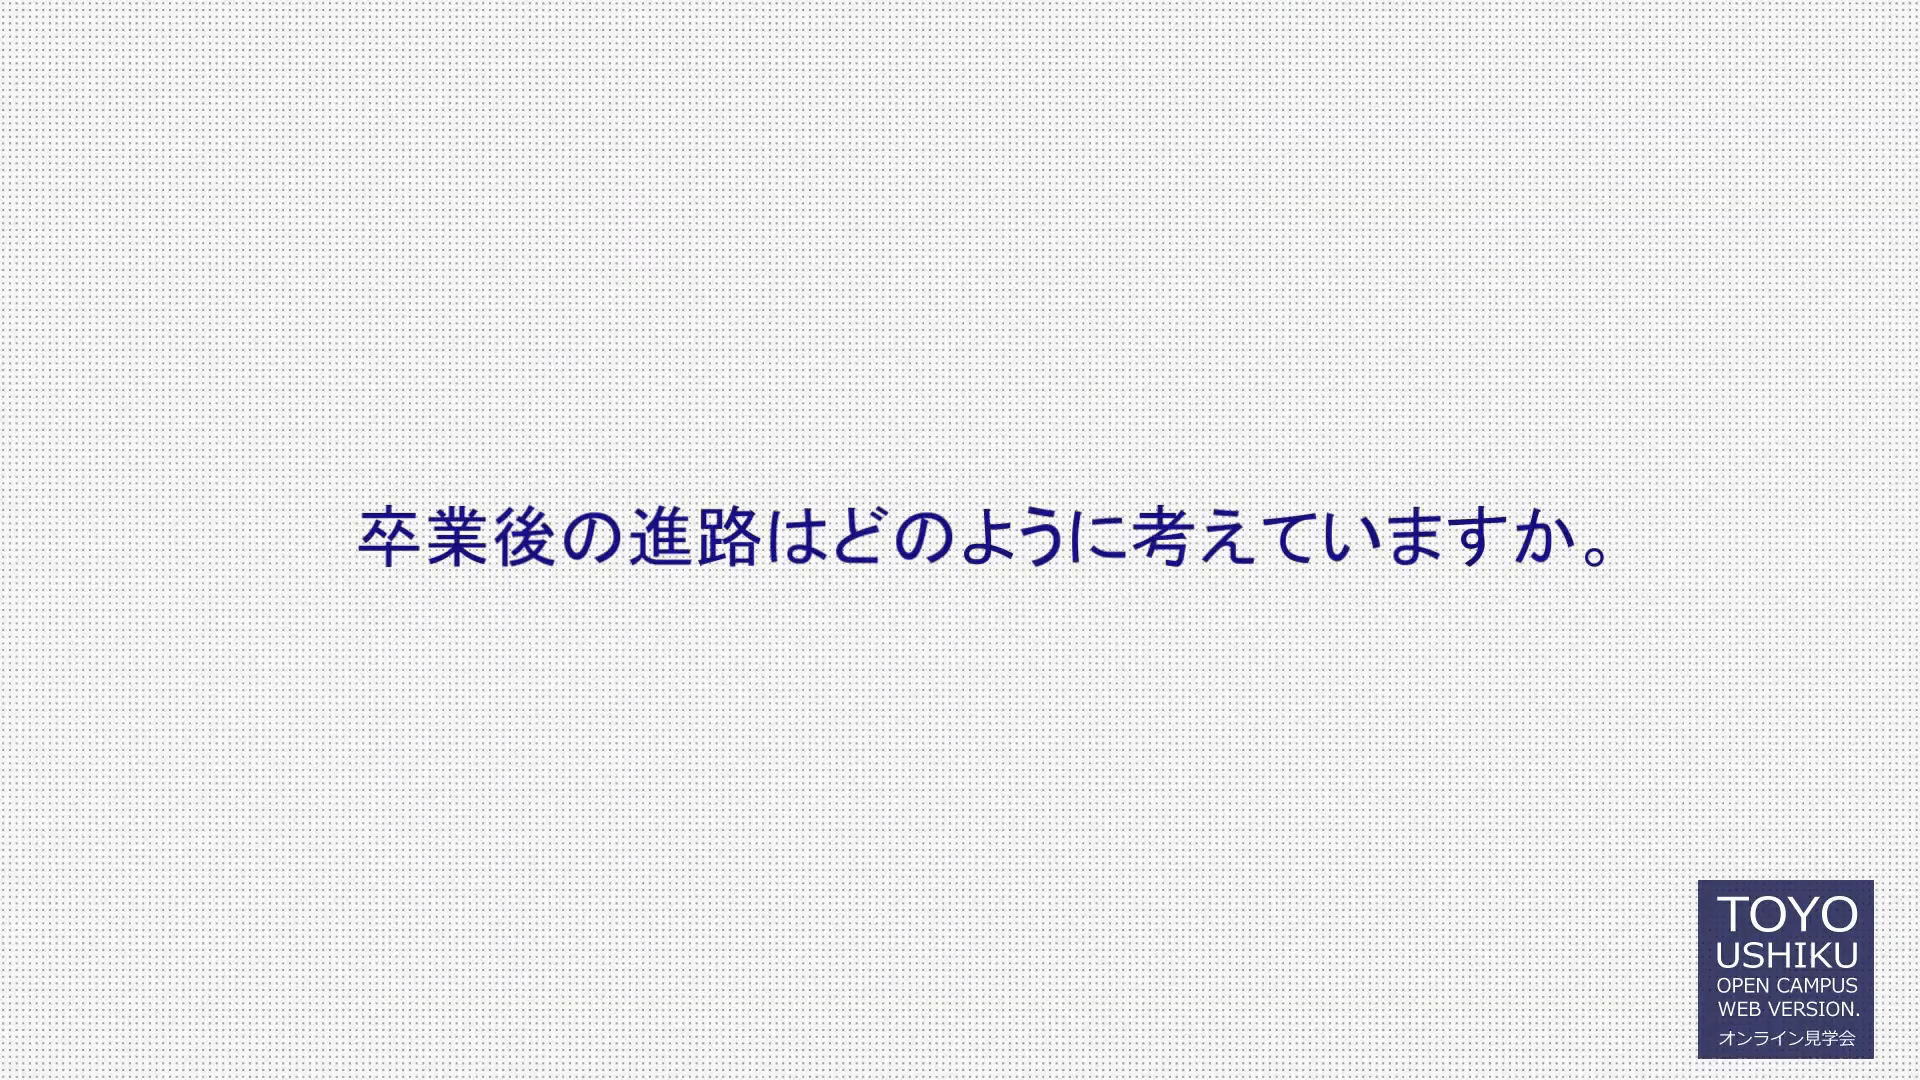 卒業後の進路はどのように考えていますか。
TOYO
USHIKU
OPEN CAMPUS
WEB VERSION.
オンライン見学会